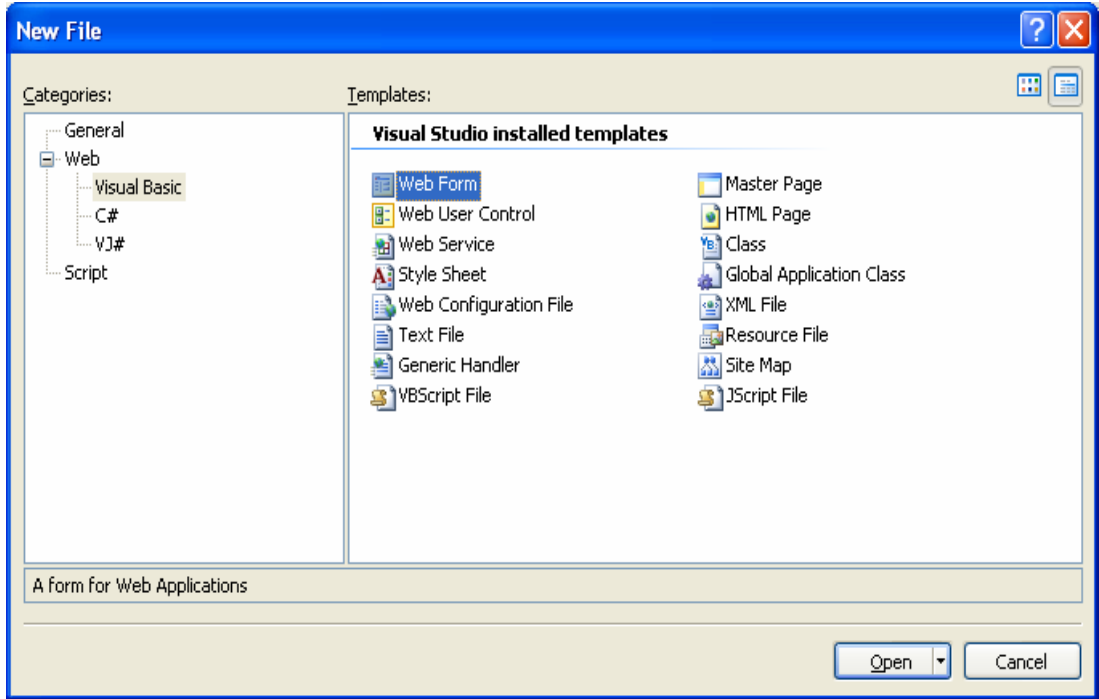 New File
Categories:
Templates:
General
Web
Visual Basic
C#
VJ#
Script
Visual Studio installed templates
Web Form
Master Page
Web User Control
HTML Page
Web Service
Class
Style Sheet
Global Application Class
Web Configuration File
XML File
Text File
Resource File
Generic Handler
Site Map
VBScript File
JScript File
A form for Web Applications
Open
Cancel